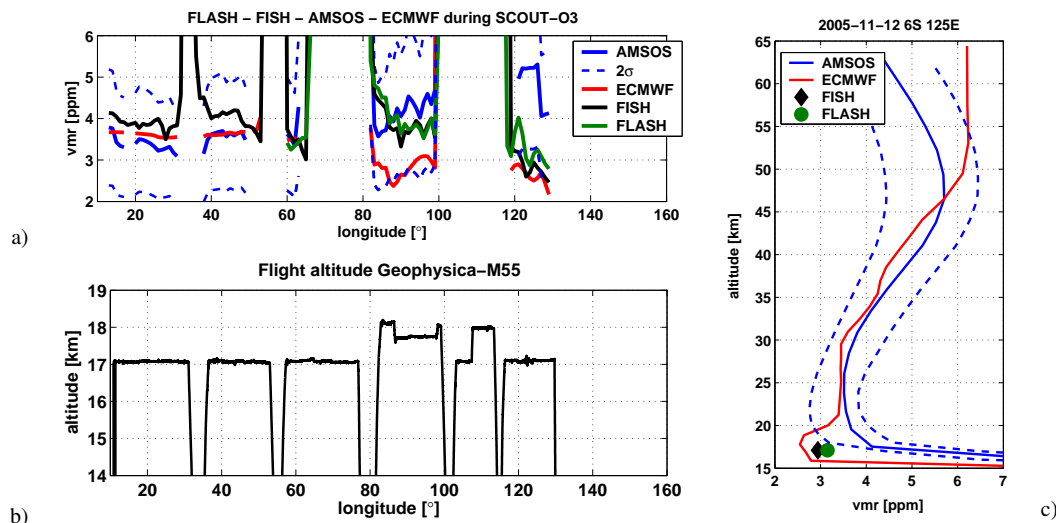 FLASH – FISH – AMSOS – ECMWF during SCOUT–O3
6
5
4
3
2
vmr [ppm]
20 40 60 80 100 120 140 160
longitude [°]
AMSOS
2σ
ECMWF
FISH
FLASH
a)
Flight altitude Geophysica–M55
19
18
17
16
15
14
altitude [km]
20 40 60 80 100 120 140 160
longitude [°]
b)
2005–11–12 6S 125E
65
60
55
50
45
40
35
30
25
20
15
altitude [km]
2 3 4 5 6 7
vmr [ppm]
AMSOS
ECMWF
FISH
FLASH
c)